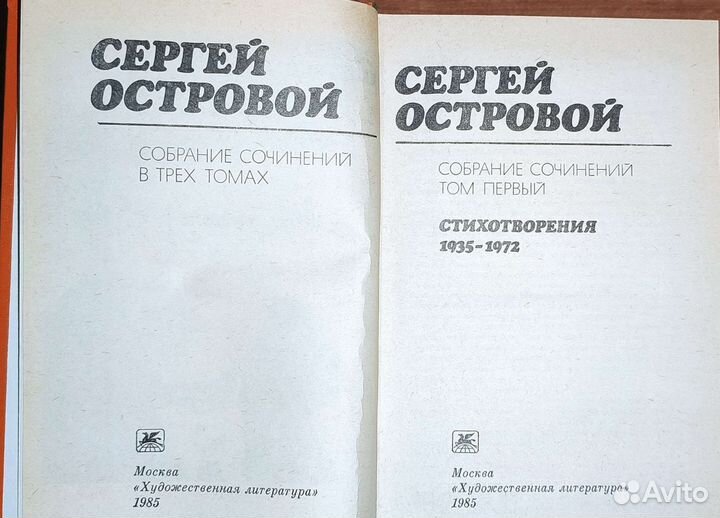 СЕРГЕЙ
ОСТРОВОЙ
СОБРАНИЕ СОЧИНЕНИЙ
В ТРЕХ ТОМАХ
Москва
«Художественная литература»
1985
СЕРГЕЙ
ОСТРОВОЙ
СОБРАНИЕ СОЧИНЕНИЙ
ТОМ ПЕРВЫЙ
СТИХОТВОРЕНИЯ
1935-1972
Москва
«Художественная литература»
1985
Avito